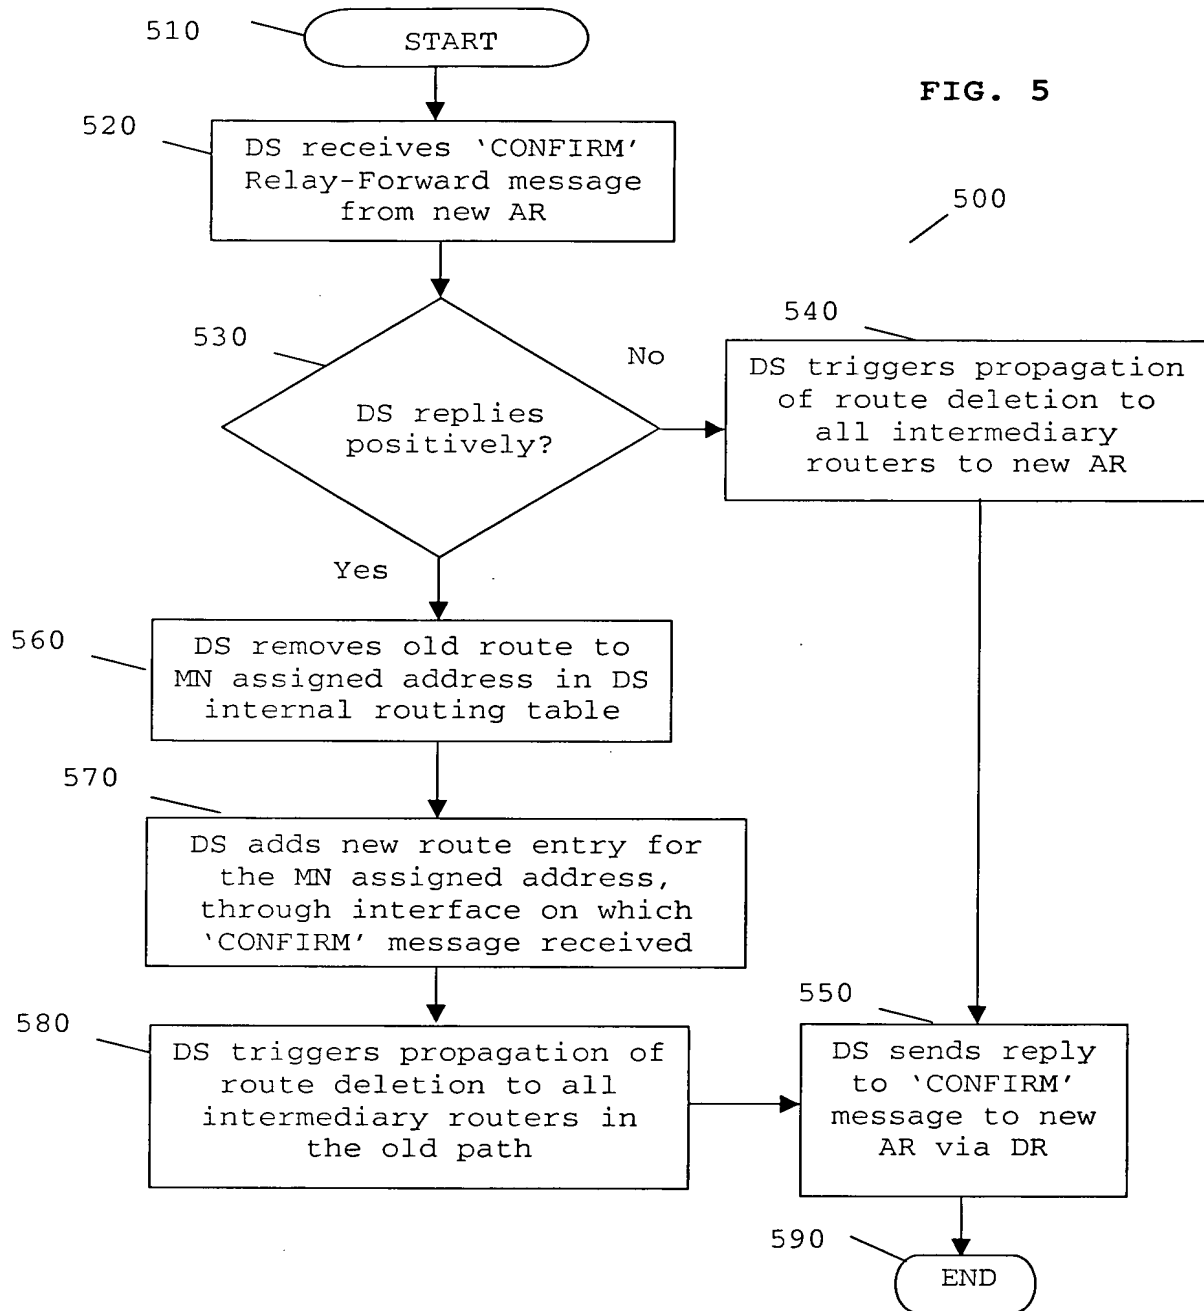 510
START
FIG. 5
520
DS receives ‘CONFIRM’
Relay-Forward message
from new AR
500
530
DS replies
positively?
No
540
DS triggers propagation
of route deletion to
all intermediary
routers to new AR
Yes
560
DS removes old route to
MN assigned address in DS
internal routing table
570
DS adds new route entry for
the MN assigned address,
through interface on which
‘CONFIRM’ message received
580
DS triggers propagation of
route deletion to all
intermediary routers in
the old path
550
DS sends reply
to ‘CONFIRM’
message to new
AR via DR
590
END